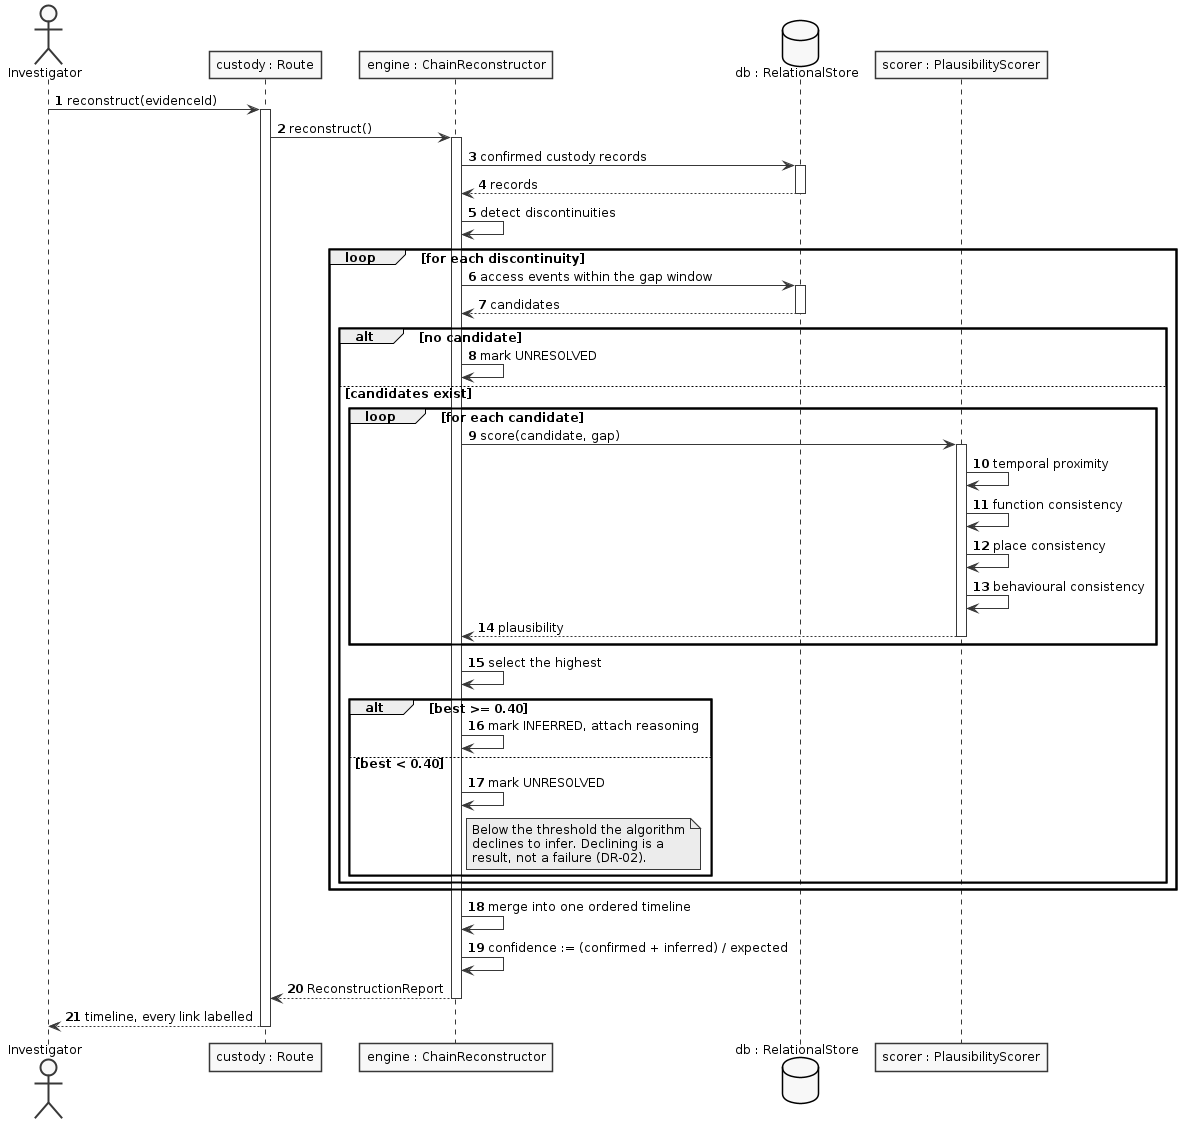 Investigator
custody : Route
engine : ChainReconstructor
db : RelationalStore
scorer : PlausibilityScorer
1 reconstruct(evidenceId)
2 reconstruct()
3 confirmed custody records
4 records
5 detect discontinuities
loop [for each discontinuity]
6 access events within the gap window
7 candidates
alt [no candidate]
8 mark UNRESOLVED
[candidates exist]
loop [for each candidate]
9 score(candidate, gap)
10 temporal proximity
11 function consistency
12 place consistency
13 behavioural consistency
14 plausibility
15 select the highest
alt [best >= 0.40]
16 mark INFERRED, attach reasoning
[best < 0.40]
17 mark UNRESOLVED
Below the threshold the algorithm
declines to infer. Declining is a
result, not a failure (DR-02).
18 merge into one ordered timeline
19 confidence := (confirmed + inferred) / expected
20 ReconstructionReport
21 timeline, every link labelled
Investigator
custody : Route
engine : ChainReconstructor
db : RelationalStore
scorer : PlausibilityScorer